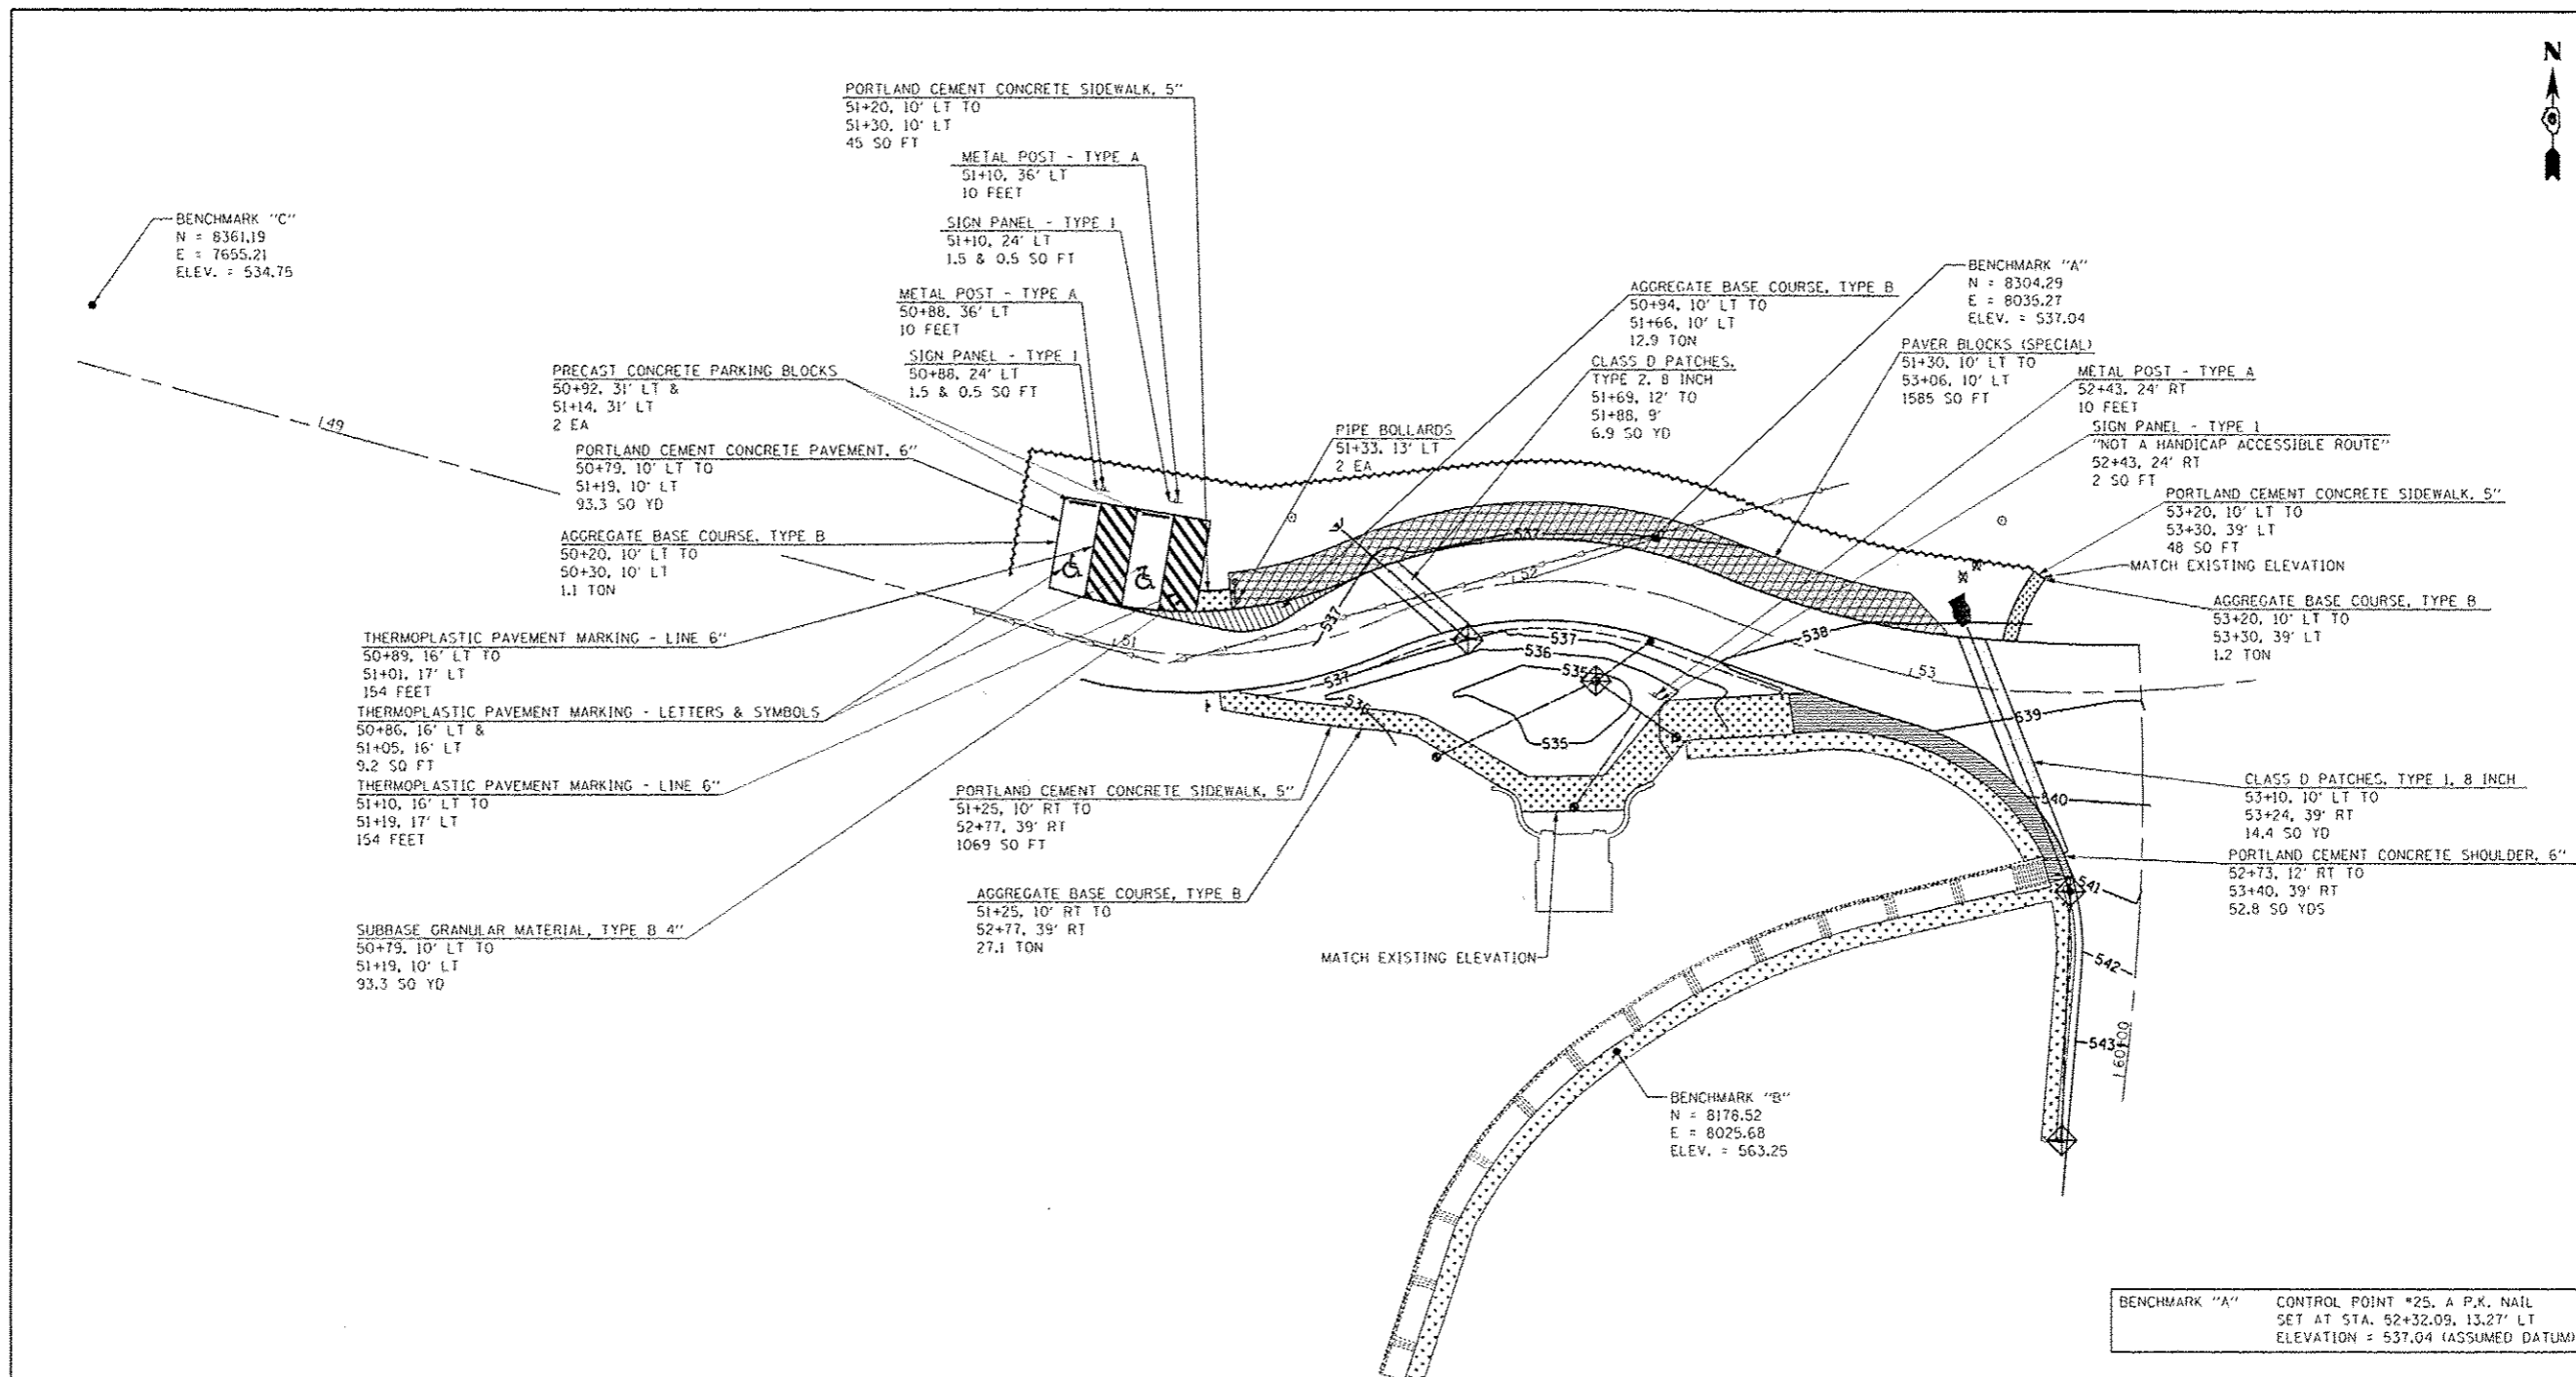 N
PORTLAND CEMENT CONCRETE SIDEWALK, 5"
51+20, 10' LT TO
51+30, 10' LT
45 SQ FT
METAL POST - TYPE A
51+10, 36' LT
10 FEET
SIGN PANEL - TYPE 1
51+10, 24' LT
1.5 & 0.5 SQ FT
METAL POST - TYPE A
50+88, 36' LT
10 FEET
SIGN PANEL - TYPE 1
50+88, 24' LT
1.5 & 0.5 SQ FT
BENCHMARK "C"
N = 8361.19
E = 7655.21
ELEV. = 534.75
PRECAST CONCRETE PARKING BLOCKS
50+92, 31' LT &
51+14, 31' LT
2 EA
PORTLAND CEMENT CONCRETE PAVEMENT, 6"
50+79, 10' LT TO
51+19, 10' LT
93.3 SQ YD
AGGREGATE BASE COURSE, TYPE B
50+20, 10' LT TO
50+30, 10' LT
1.1 TON
THERMOPLASTIC PAVEMENT MARKING - LINE 6"
50+89, 16' LT TO
51+01, 17' LT
154 FEET
THERMOPLASTIC PAVEMENT MARKING - LETTERS & SYMBOLS
50+86, 16' LT &
51+05, 16' LT
9.2 SQ FT
THERMOPLASTIC PAVEMENT MARKING - LINE 6"
51+10, 16' LT TO
51+19, 17' LT
154 FEET
SUBBASE GRANULAR MATERIAL, TYPE B 4"
50+79, 10' LT TO
51+19, 10' LT
93.3 SQ YD
PIPE BOLLARDS
51+33, 13' LT
2 EA
AGGREGATE BASE COURSE, TYPE B
50+94, 10' LT TO
51+66, 10' LT
12.9 TON
CLASS D PATCHES,
TYPE 2, 8 INCH
51+69, 12' TO
51+88, 9'
6.9 SQ YD
BENCHMARK "A"
N = 8304.29
E = 8035.27
ELEV. = 537.04
PAVER BLOCKS (SPECIAL)
51+30, 10' LT TO
53+06, 10' LT
1585 SQ FT
METAL POST - TYPE A
52+43, 24' RT
10 FEET
SIGN PANEL - TYPE 1
"NOT A HANDICAP ACCESSIBLE ROUTE"
52+43, 24' RT
2 SQ FT
PORTLAND CEMENT CONCRETE SIDEWALK, 5"
53+20, 10' LT TO
53+30, 39' LT
48 SQ FT
MATCH EXISTING ELEVATION
AGGREGATE BASE COURSE, TYPE B
53+20, 10' LT TO
53+30, 39' LT
1.2 TON
CLASS D PATCHES, TYPE 1, 8 INCH
53+10, 10' LT TO
53+24, 39' RT
14.4 SQ YD
PORTLAND CEMENT CONCRETE SHOULDER, 6"
52+73, 12' RT TO
53+40, 39' RT
52.8 SQ YDS
PORTLAND CEMENT CONCRETE SIDEWALK, 5"
51+25, 10' RT TO
52+77, 39' RT
1069 SQ FT
AGGREGATE BASE COURSE, TYPE B
51+25, 10' RT TO
52+77, 39' RT
27.1 TON
MATCH EXISTING ELEVATION
BENCHMARK "B"
N = 8178.52
E = 8025.68
ELEV. = 563.25
49
51
52
53
60+00
537
537
537
537
536
536
535
535
538
539
540
541
542
543
BENCHMARK "A" CONTROL POINT #25, A P.K. NAIL
SET AT STA. 52+32.09, 13.27' LT
ELEVATION = 537.04 (ASSUMED DATUM)